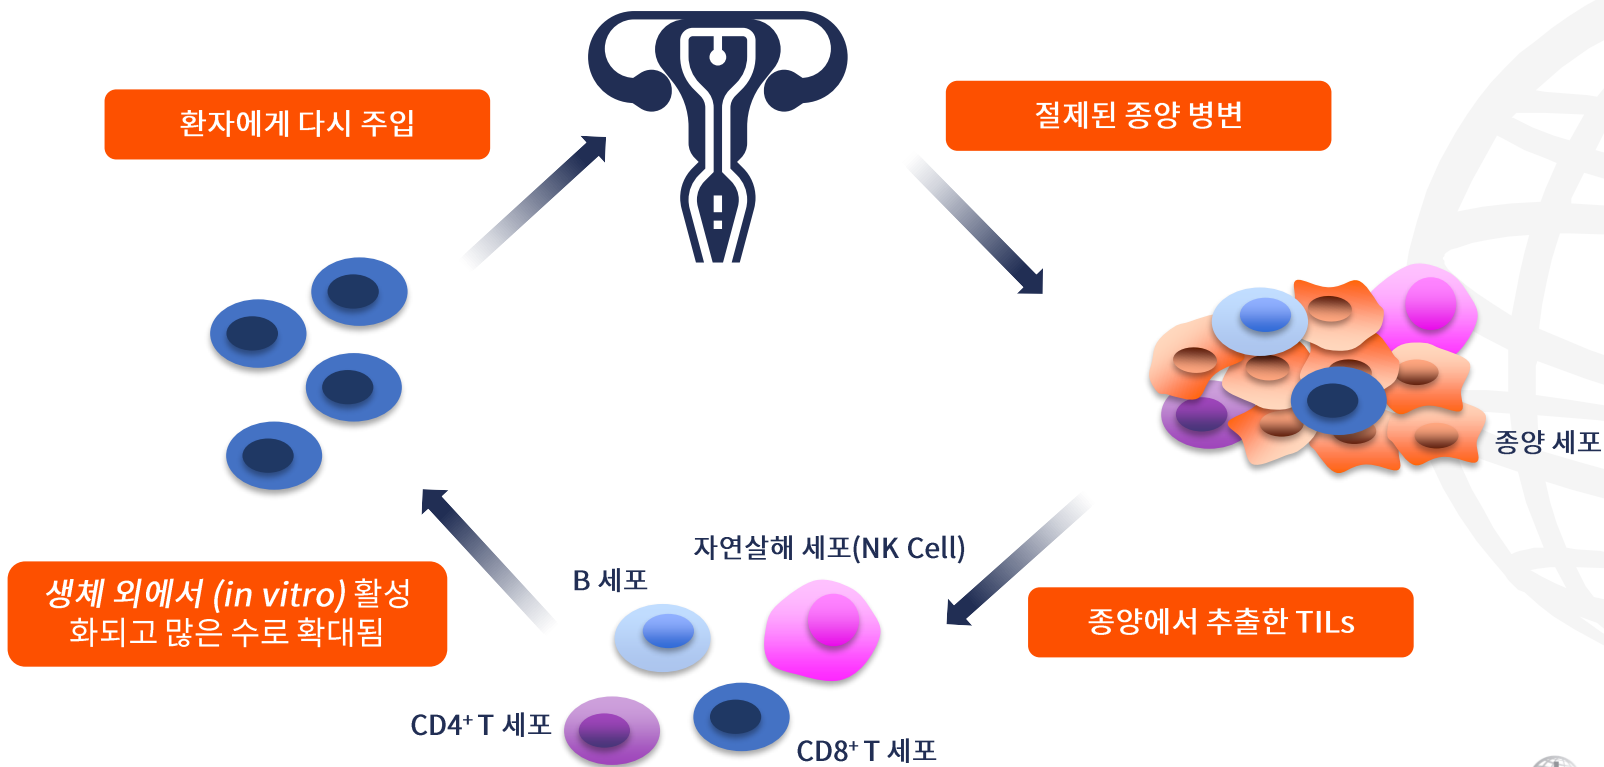 환자에게 다시 주입
절제된 종양 병변
종양 세포
자연살해 세포(NK Cell)
B 세포
생체 외에서 (in vitro) 활성
화되고 많은 수로 확대됨
종양에서 추출한 TILs
CD4⁺ T 세포
CD8⁺ T 세포